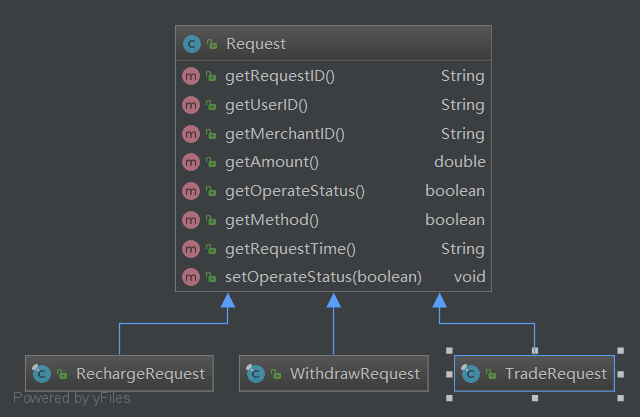 Request
getRequestID() String
getUserID() String
getMerchantID() String
getAmount() double
getOperateStatus() boolean
getMethod() boolean
getRequestTime() String
setOperateStatus(boolean) void
RechargeRequest WithdrawRequest TradeRequest
Powered by yFiles